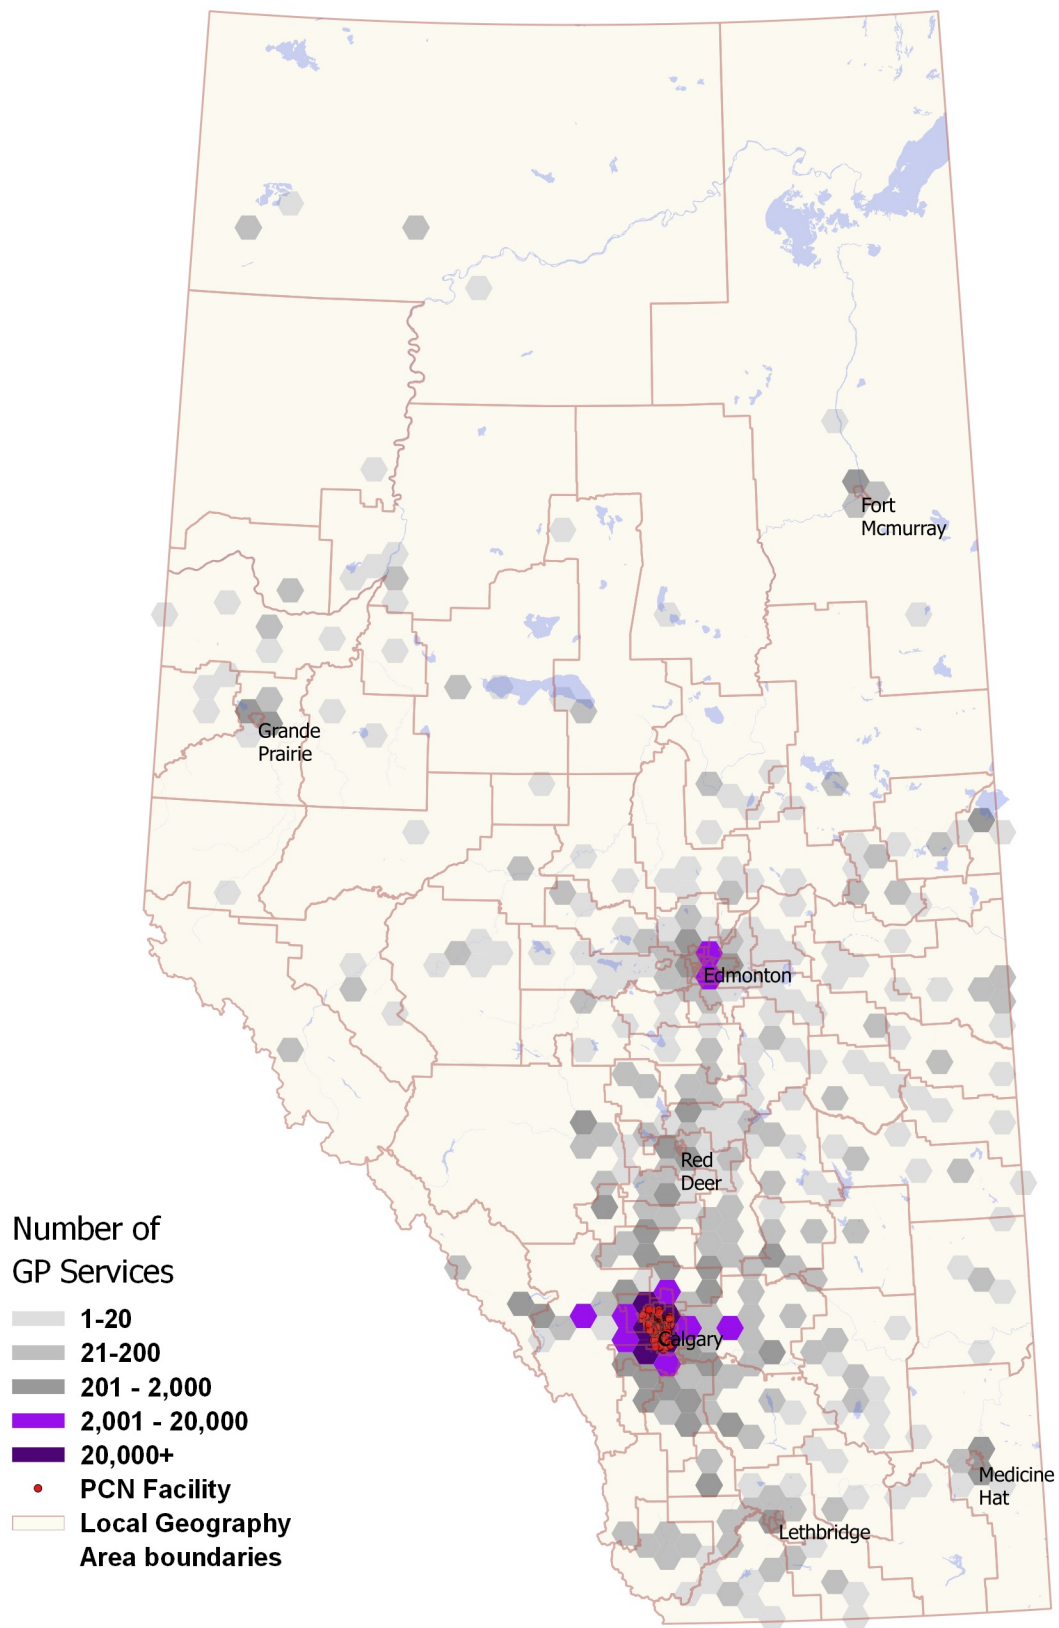 Fort
Mcmurray
Grande
Prairie
Edmonton
Red
Deer
Number of
GP Services
1-20
21-200
201 - 2,000
2,001 - 20,000
20,000+
PCN Facility
Local Geography
Area boundaries
Calgary
Medicine
Hat
Lethbridge